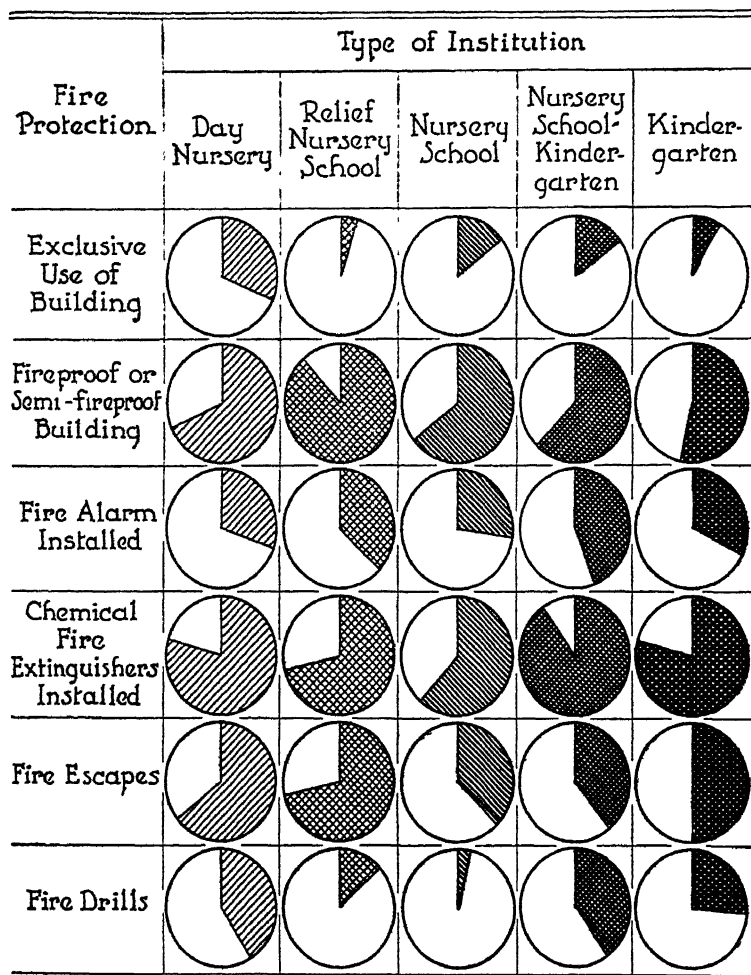 Type of Institution
Fire
Protection
Day
Nursery
Relief
Nursery
School
Nursery
School
Nursery
School-
Kinder-
garten
Kinder-
garten
Exclusive
Use of
Building
Fireproof or
Semi-fireproof
Building
Fire Alarm
Installed
Chemical
Fire
Extinguishers
Installed
Fire Escapes
Fire Drills